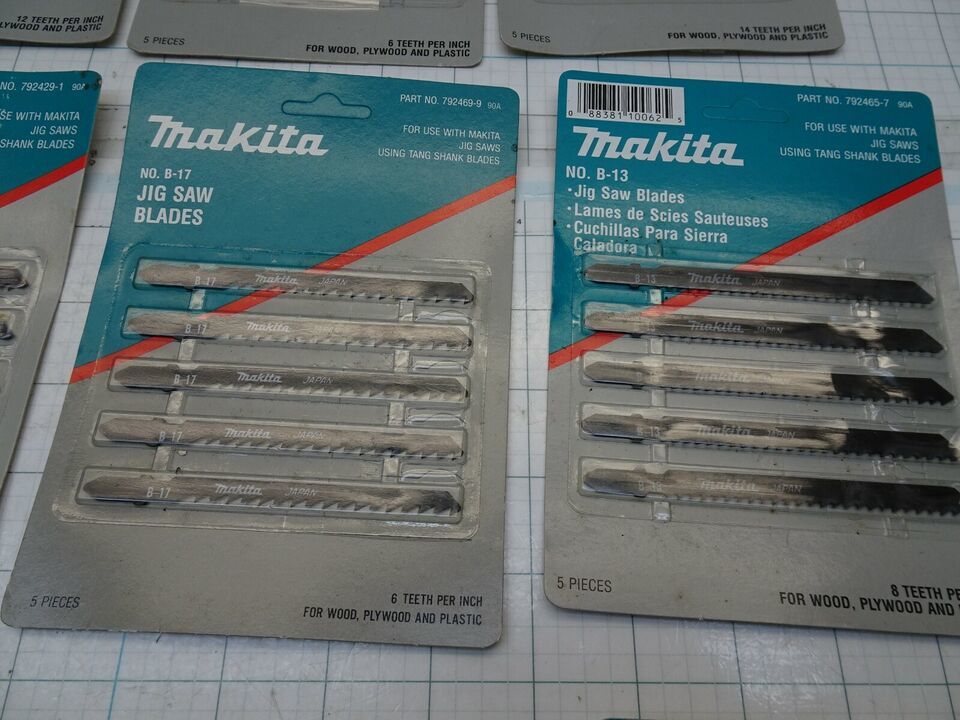 12 TEETH PER INCH
PLYWOOD AND PLASTIC
5 PIECES
6 TEETH PER INCH
FOR WOOD, PLYWOOD AND PLASTIC
5 PIECES
14 TEETH PER INCH
FOR WOOD, PLYWOOD AND PLASTIC
NO. 792429-1 90A
USE WITH MAKITA
JIG SAWS
SHANK BLADES
PART NO. 792469-9 90A
makita
FOR USE WITH MAKITA
JIG SAWS
USING TANG SHANK BLADES
NO. B-17
JIG SAW
BLADES
B-17 makita JAPAN
B-17 makita JAPAN
B-17 makita JAPAN
B-17 makita JAPAN
B-17 makita JAPAN
5 PIECES
6 TEETH PER INCH
FOR WOOD, PLYWOOD AND PLASTIC
0 88381 10062 5
PART NO. 792465-7 90A
makita
FOR USE WITH MAKITA
JIG SAWS
USING TANG SHANK BLADES
NO. B-13
•Jig Saw Blades
•Lames de Scies Sauteuses
•Cuchillas Para Sierra
Caladora
B-13 makita JAPAN
makita JAPAN
makita JAPAN
B-13 makita JAPAN
B-13 makita JAPAN
5 PIECES
8 TEETH PE
FOR WOOD, PLYWOOD AND